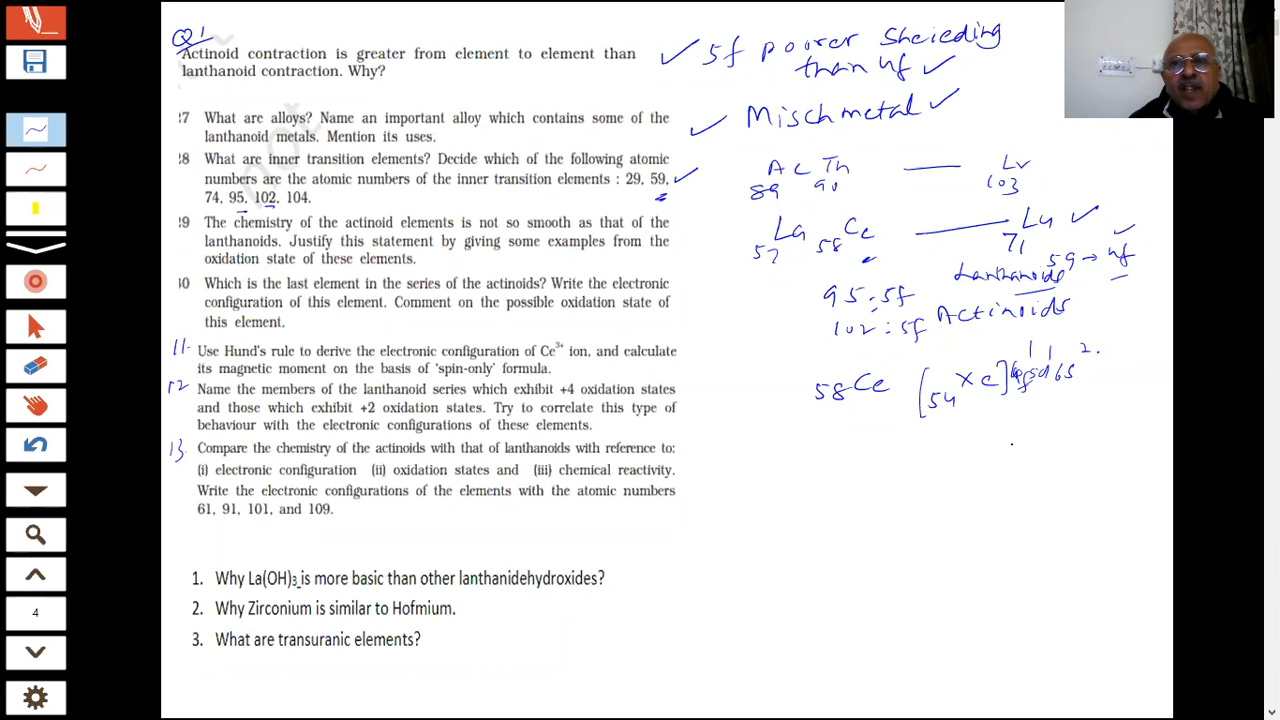 Q1
Actinoid contraction is greater from element to element than
lanthanoid contraction. Why?
✓ 5f poorer sheilding
than 4f ✓
27 What are alloys? Name an important alloy which contains some of the
lanthanoid metals. Mention its uses.
✓ Mischmetal ✓
28 What are inner transition elements? Decide which of the following atomic
numbers are the atomic numbers of the inner transition elements : 29, 59,
74, 95, 102, 104.
✓ Ac Th — Lr
89 90 103
29 The chemistry of the actinoid elements is not so smooth as that of the
lanthanoids. Justify this statement by giving some examples from the
oxidation state of these elements.
57 La 58 Ce — 71 Lu ✓
59 → 4f ✓
Lanthanoids
30 Which is the last element in the series of the actinoids? Write the electronic
configuration of this element. Comment on the possible oxidation state of
this element.
95 : 5f
102 : 5f Actinoids
11. Use Hund's rule to derive the electronic configuration of Ce3+ ion, and calculate
its magnetic moment on the basis of 'spin-only' formula.
58 Ce [54 Xe] 4f1 5d1 6s2.
12 Name the members of the lanthanoid series which exhibit +4 oxidation states
and those which exhibit +2 oxidation states. Try to correlate this type of
behaviour with the electronic configurations of these elements.
13. Compare the chemistry of the actinoids with that of lanthanoids with reference to:
(i) electronic configuration (ii) oxidation states and (iii) chemical reactivity.
Write the electronic configurations of the elements with the atomic numbers
61, 91, 101, and 109.
1. Why La(OH)3 is more basic than other lanthanidehydroxides?
2. Why Zirconium is similar to Hofmium.
3. What are transuranic elements?
4